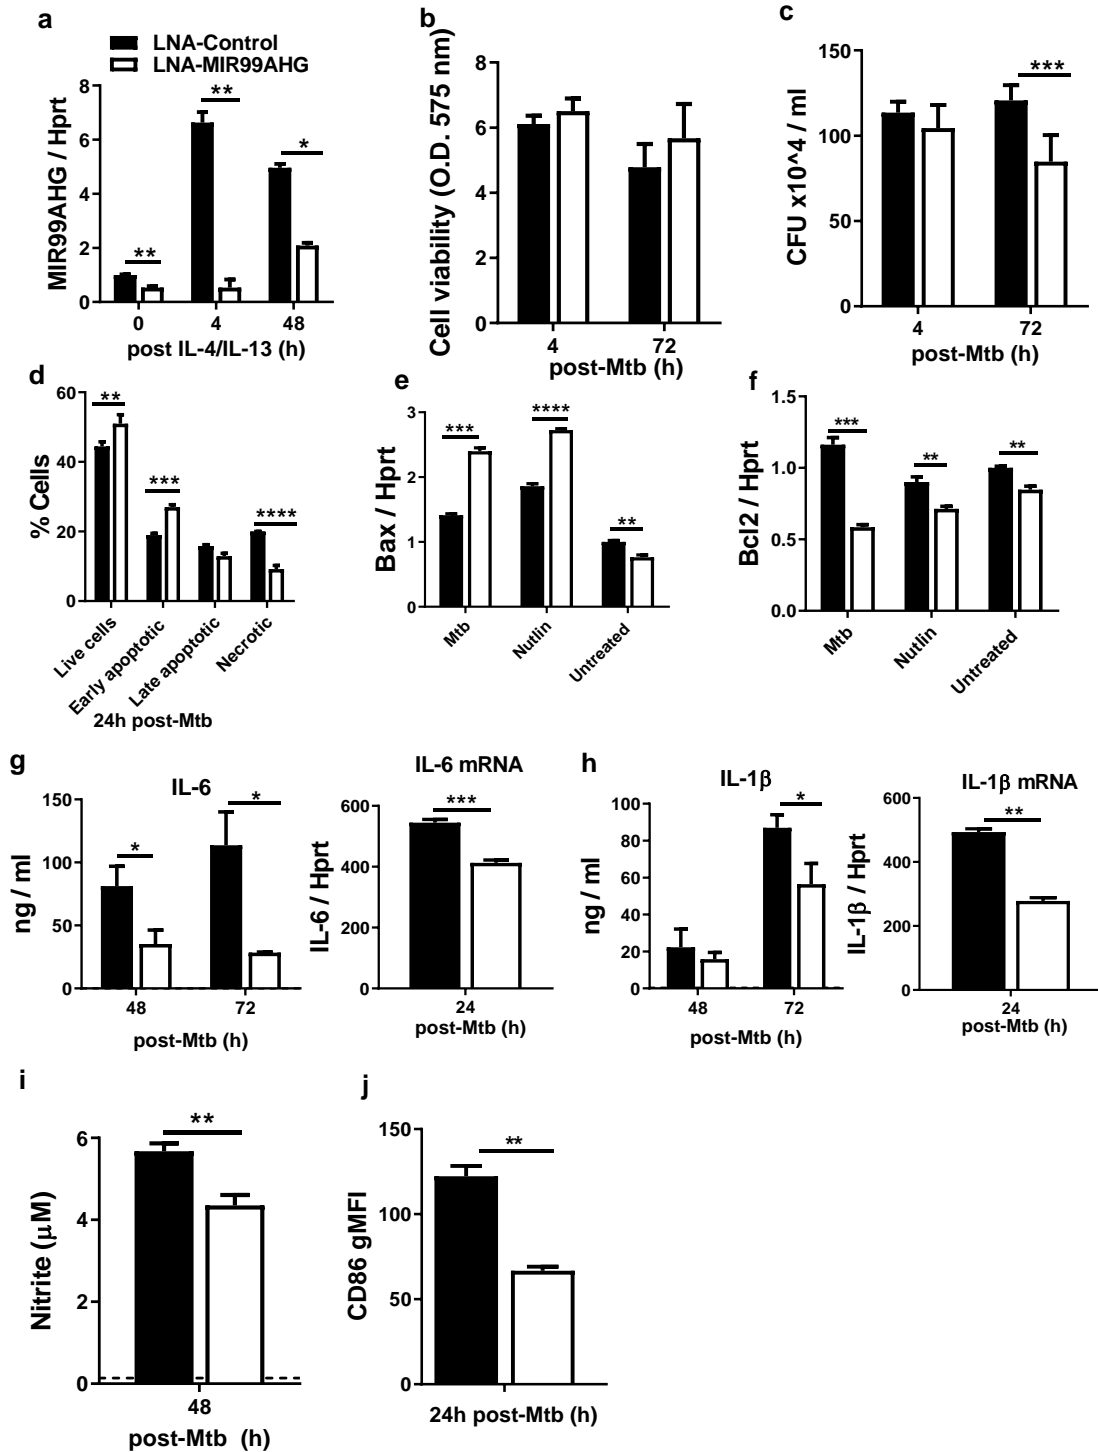 a
LNA-Control
LNA-MIR99AHG
MIR99AHG / Hprt
8
6
4
2
0
**
**
*
0 4 48
post IL-4/IL-13 (h)
b
Cell viability (O.D. 575 nm)
8
6
4
2
0
4 72
post-Mtb (h)
c
CFU x10^4 / ml
150
100
50
0
***
4 72
post-Mtb (h)
d
% Cells
60
40
20
0
**
***
****
Live cells
Early apoptotic
Late apoptotic
Necrotic
24h post-Mtb
e
Bax / Hprt
3
2
1
0
***
****
**
Mtb
Nutlin
Untreated
f
Bcl2 / Hprt
1.5
1.0
0.5
0.0
***
**
**
Mtb
Nutlin
Untreated
g
IL-6
ng / ml
150
100
50
0
*
*
48 72
post-Mtb (h)
IL-6 mRNA
IL-6 / Hprt
600
400
200
0
***
24
post-Mtb (h)
h
IL-1β
ng / ml
100
80
60
40
20
0
*
48 72
post-Mtb (h)
IL-1β mRNA
IL-1β / Hprt
600
400
200
0
**
24
post-Mtb (h)
i
Nitrite (μM)
6
4
2
0
**
48
post-Mtb (h)
j
CD86 gMFI
150
100
50
0
**
24h post-Mtb (h)